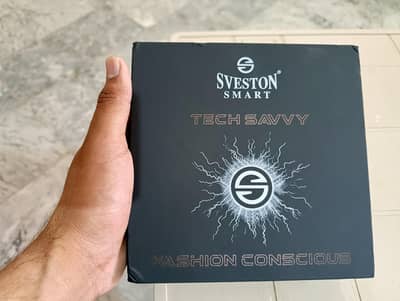 SVESTON®
SMART
TECH SAVVY
FASHION CONSCIOUS